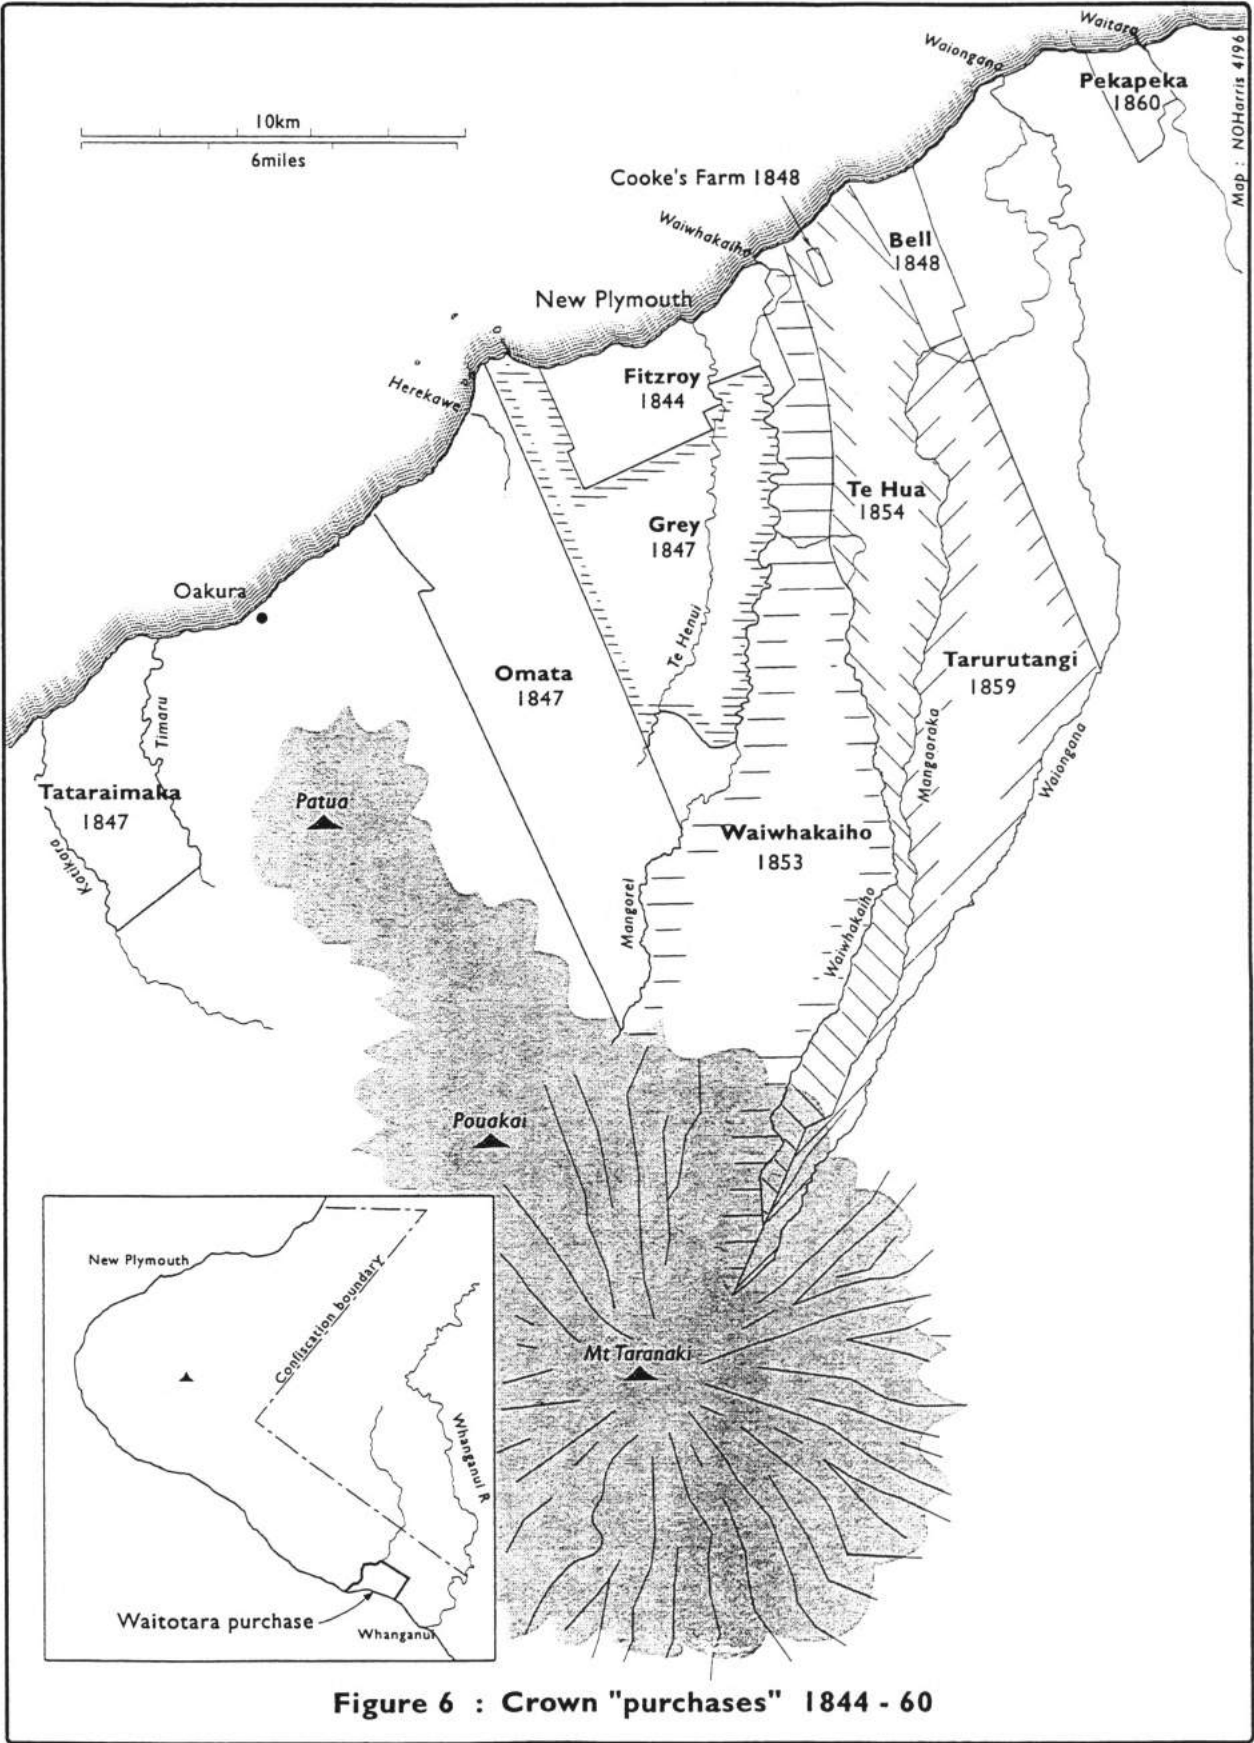 Waitara
Waiongana
Pekapeka
1860
Map : NOHarris 4/96
10km
6miles
Cooke's Farm 1848
Waiwhakaiho
Bell
1848
New Plymouth
Fitzroy
1844
Herekawe
Te Hua
1854
Grey
1847
Oakura
Te Henui
Omata
1847
Tarurutangi
1859
Timaru
Mangaoraka
Waiongana
Tataraimaka
1847
Patua
Waiwhakaiho
1853
Katikara
Mangorei
Waiwhakaiho
Pouakai
New Plymouth
Confiscation boundary
Mt Taranaki
Whanganui R
Waitotara purchase
Whanganui
Figure 6 : Crown "purchases" 1844 - 60